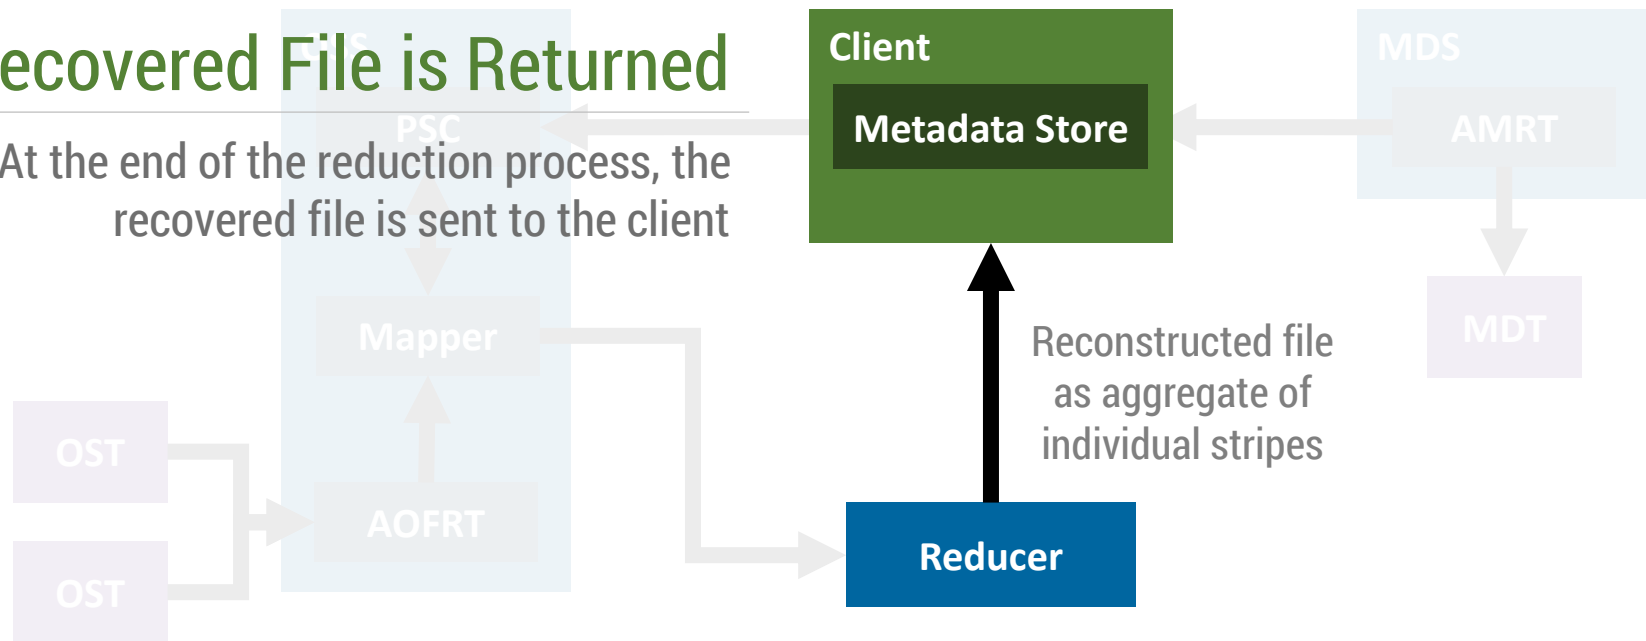 ecovered File is Returned
At the end of the reduction process, the
recovered file is sent to the client
PSC
Mapper
AOFRT
OST
OST
Client
Metadata Store
Reconstructed file
as aggregate of
individual stripes
Reducer
MDS
AMRT
MDT